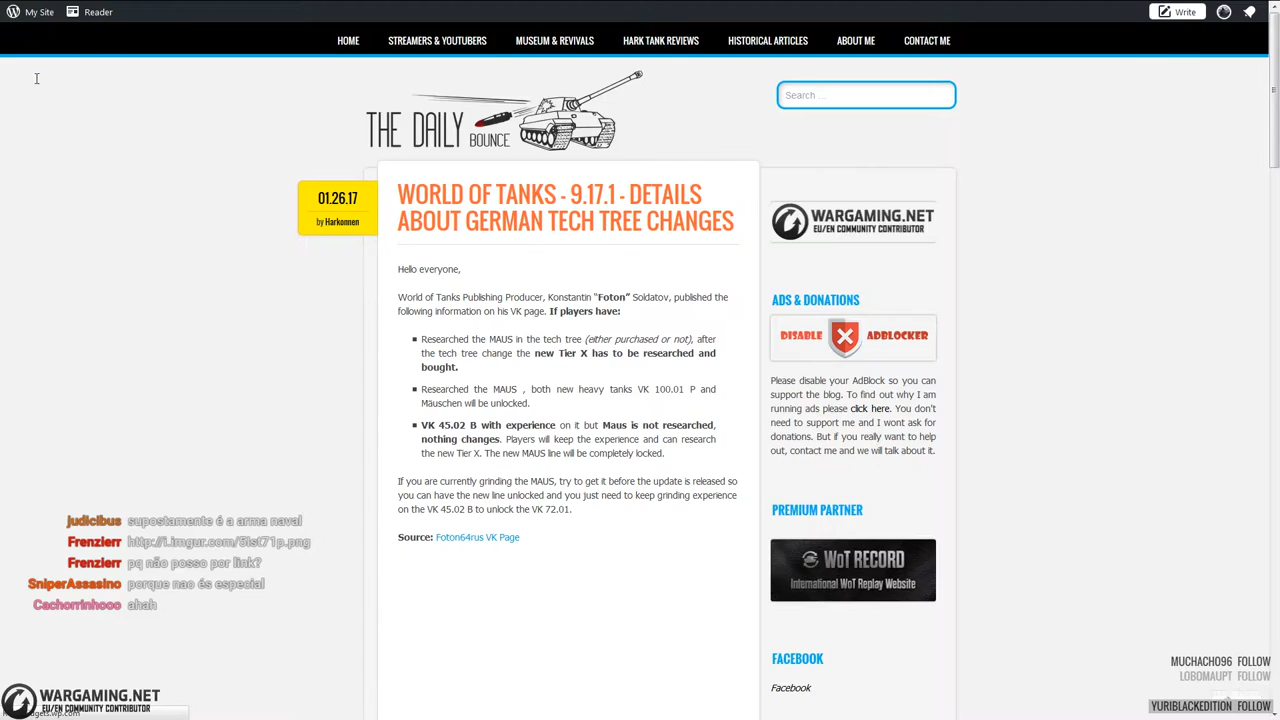 My Site Reader Write
HOME STREAMERS & YOUTUBERS MUSEUM & REVIVALS HARK TANK REVIEWS HISTORICAL ARTICLES ABOUT ME CONTACT ME
THE DAILY BOUNCE
Search ...
01.26.17
by Harkonnen
WORLD OF TANKS - 9.17.1 - DETAILS
ABOUT GERMAN TECH TREE CHANGES
Hello everyone,
World of Tanks Publishing Producer, Konstantin "Foton" Soldatov, published the
following information on his VK page. If players have:
Researched the MAUS in the tech tree (either purchased or not), after
the tech tree change the new Tier X has to be researched and
bought.
Researched the MAUS , both new heavy tanks VK 100.01 P and
Mäuschen will be unlocked.
VK 45.02 B with experience on it but Maus is not researched,
nothing changes. Players will keep the experience and can research
the new Tier X. The new MAUS line will be completely locked.
If you are currently grinding the MAUS, try to get it before the update is released so
you can have the new line unlocked and you just need to keep grinding experience
on the VK 45.02 B to unlock the VK 72.01.
Source: Foton64rus VK Page
WARGAMING.NET
EU/EN COMMUNITY CONTRIBUTOR
ADS & DONATIONS
DISABLE ADBLOCKER
Please disable your AdBlock so you can
support the blog. To find out why I am
running ads please click here. You don't
need to support me and I wont ask for
donations. But if you really want to help
out, contact me and we will talk about it.
PREMIUM PARTNER
WoT RECORD
International WoT Replay Website
FACEBOOK
Facebook
judicibus supostamente é a arma naval
Frenzierr http://i.imgur.com/5Ist71p.png
Frenzierr pq não posso por link?
SniperAssasino porque nao és especial
Cachorrinhooo ahah
WARGAMING.NET
EU/EN COMMUNITY CONTRIBUTOR
MUCHACHO96 FOLLOW
LOBOMAUPT FOLLOW
YURIBLACKEDITION FOLLOW